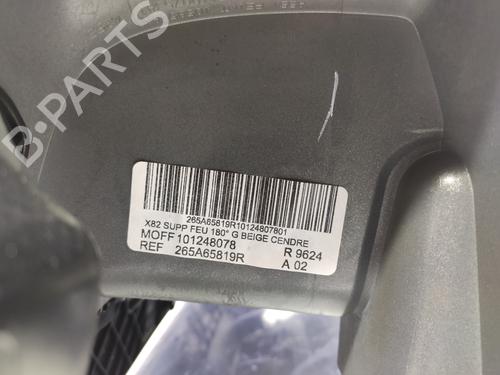 265A65819R10124807801
X82 SUPP FEU 180° G BEIGE CENDRE
MOFF 101248078 R 9624
REF 265A65819R A 02
B-PARTS